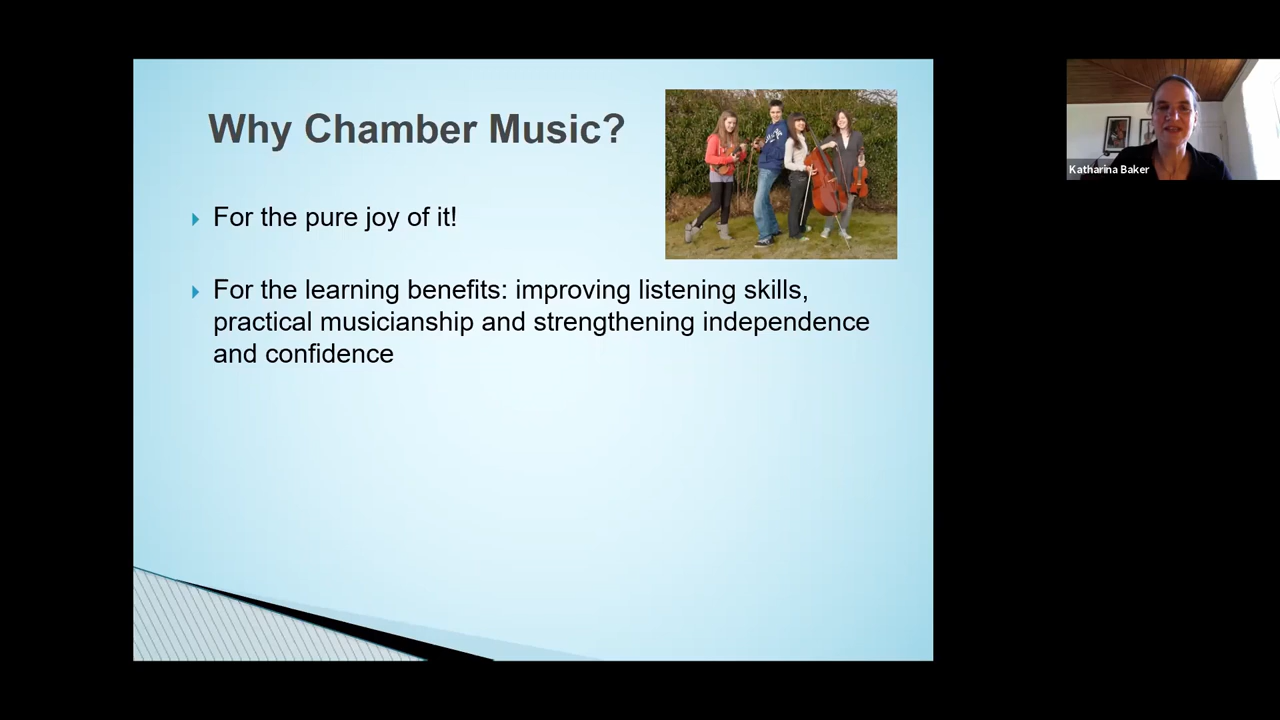 Why Chamber Music?
For the pure joy of it!
For the learning benefits: improving listening skills,
practical musicianship and strengthening independence
and confidence
Katharina Baker